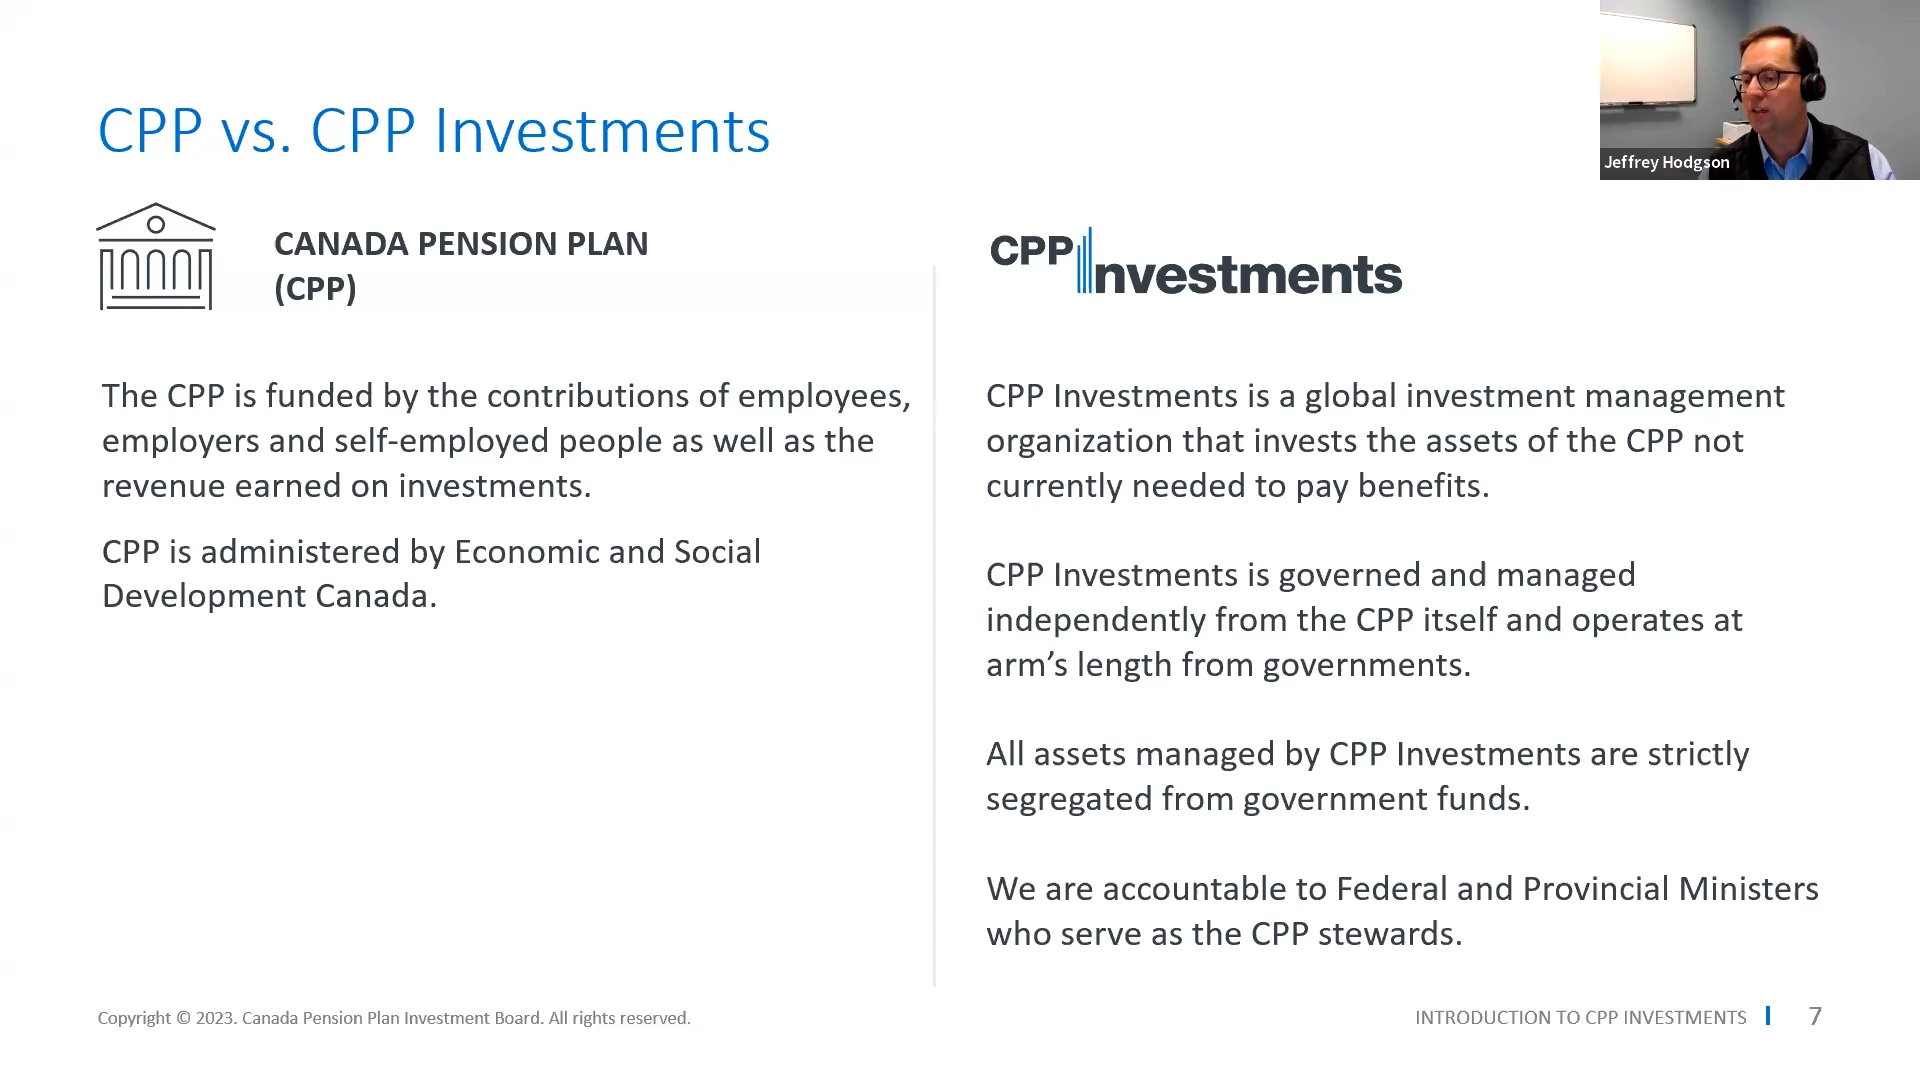 CPP vs. CPP Investments
Jeffrey Hodgson
CANADA PENSION PLAN
(CPP)
The CPP is funded by the contributions of employees,
employers and self-employed people as well as the
revenue earned on investments.
CPP is administered by Economic and Social
Development Canada.
CPP Investments
CPP Investments is a global investment management
organization that invests the assets of the CPP not
currently needed to pay benefits.
CPP Investments is governed and managed
independently from the CPP itself and operates at
arm’s length from governments.
All assets managed by CPP Investments are strictly
segregated from government funds.
We are accountable to Federal and Provincial Ministers
who serve as the CPP stewards.
Copyright © 2023. Canada Pension Plan Investment Board. All rights reserved.
INTRODUCTION TO CPP INVESTMENTS 7